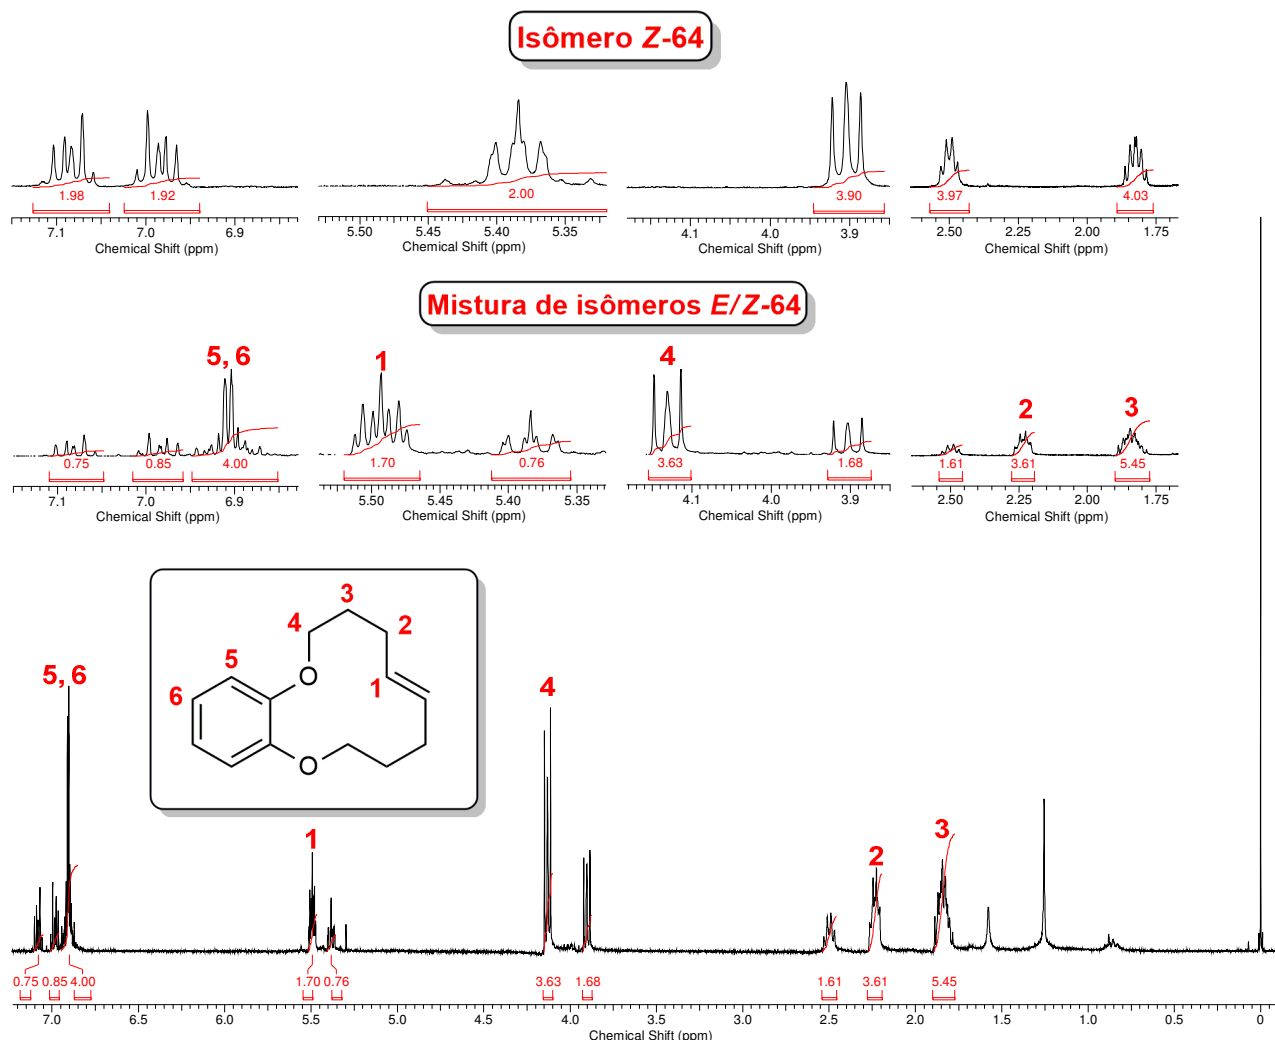 Isômero Z-64
1.98 1.92 2.00 3.90 3.97 4.03
7.1 7.0 6.9 5.50 5.45 5.40 5.35 4.1 4.0 3.9 2.50 2.25 2.00 1.75
Chemical Shift (ppm) Chemical Shift (ppm) Chemical Shift (ppm) Chemical Shift (ppm)
Mistura de isômeros E/Z-64
5, 6 1 4 2 3
0.75 0.85 4.00 1.70 0.76 3.63 1.68 1.61 3.61 5.45
7.1 7.0 6.9 5.50 5.45 5.40 5.35 4.1 4.0 3.9 2.50 2.25 2.00 1.75
Chemical Shift (ppm) Chemical Shift (ppm) Chemical Shift (ppm) Chemical Shift (ppm)
3
4 2
5
O
6 1
O
5, 6 1 4 2 3
0.75 0.85 4.00 1.70 0.76 3.63 1.68 1.61 3.61 5.45
7.0 6.5 6.0 5.5 5.0 4.5 4.0 3.5 3.0 2.5 2.0 1.5 1.0 0.5 0
Chemical Shift (ppm)